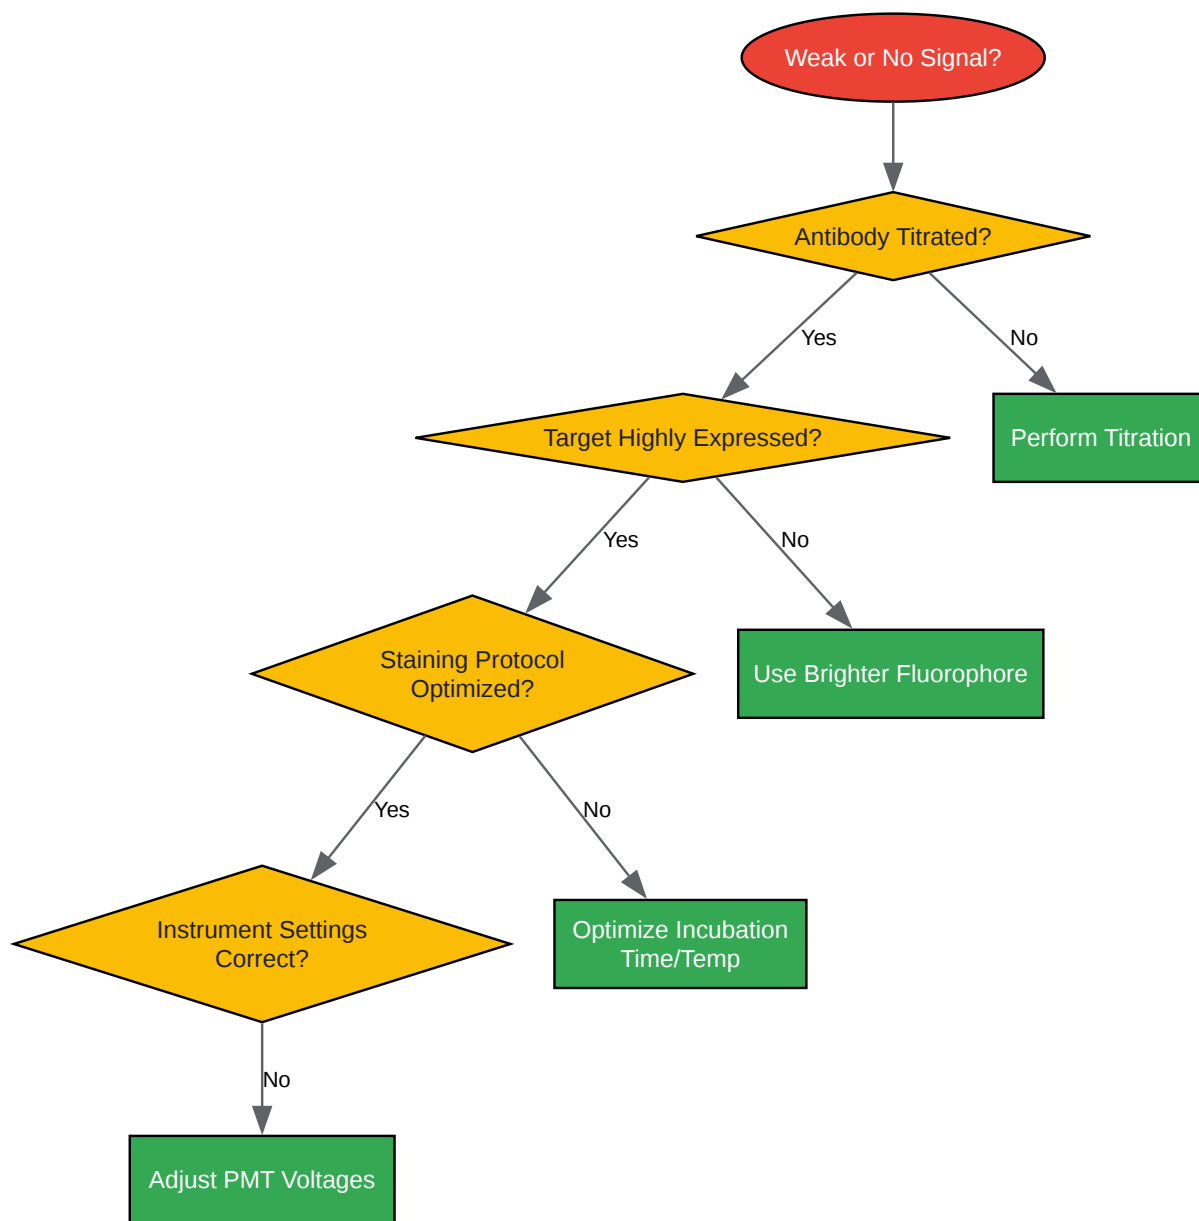 Weak or No Signal?
Antibody Titrated?
Yes
No
Target Highly Expressed?
Perform Titration
Yes
No
Staining Protocol
Optimized?
Use Brighter Fluorophore
Yes
No
Instrument Settings
Correct?
Optimize Incubation
Time/Temp
No
Adjust PMT Voltages